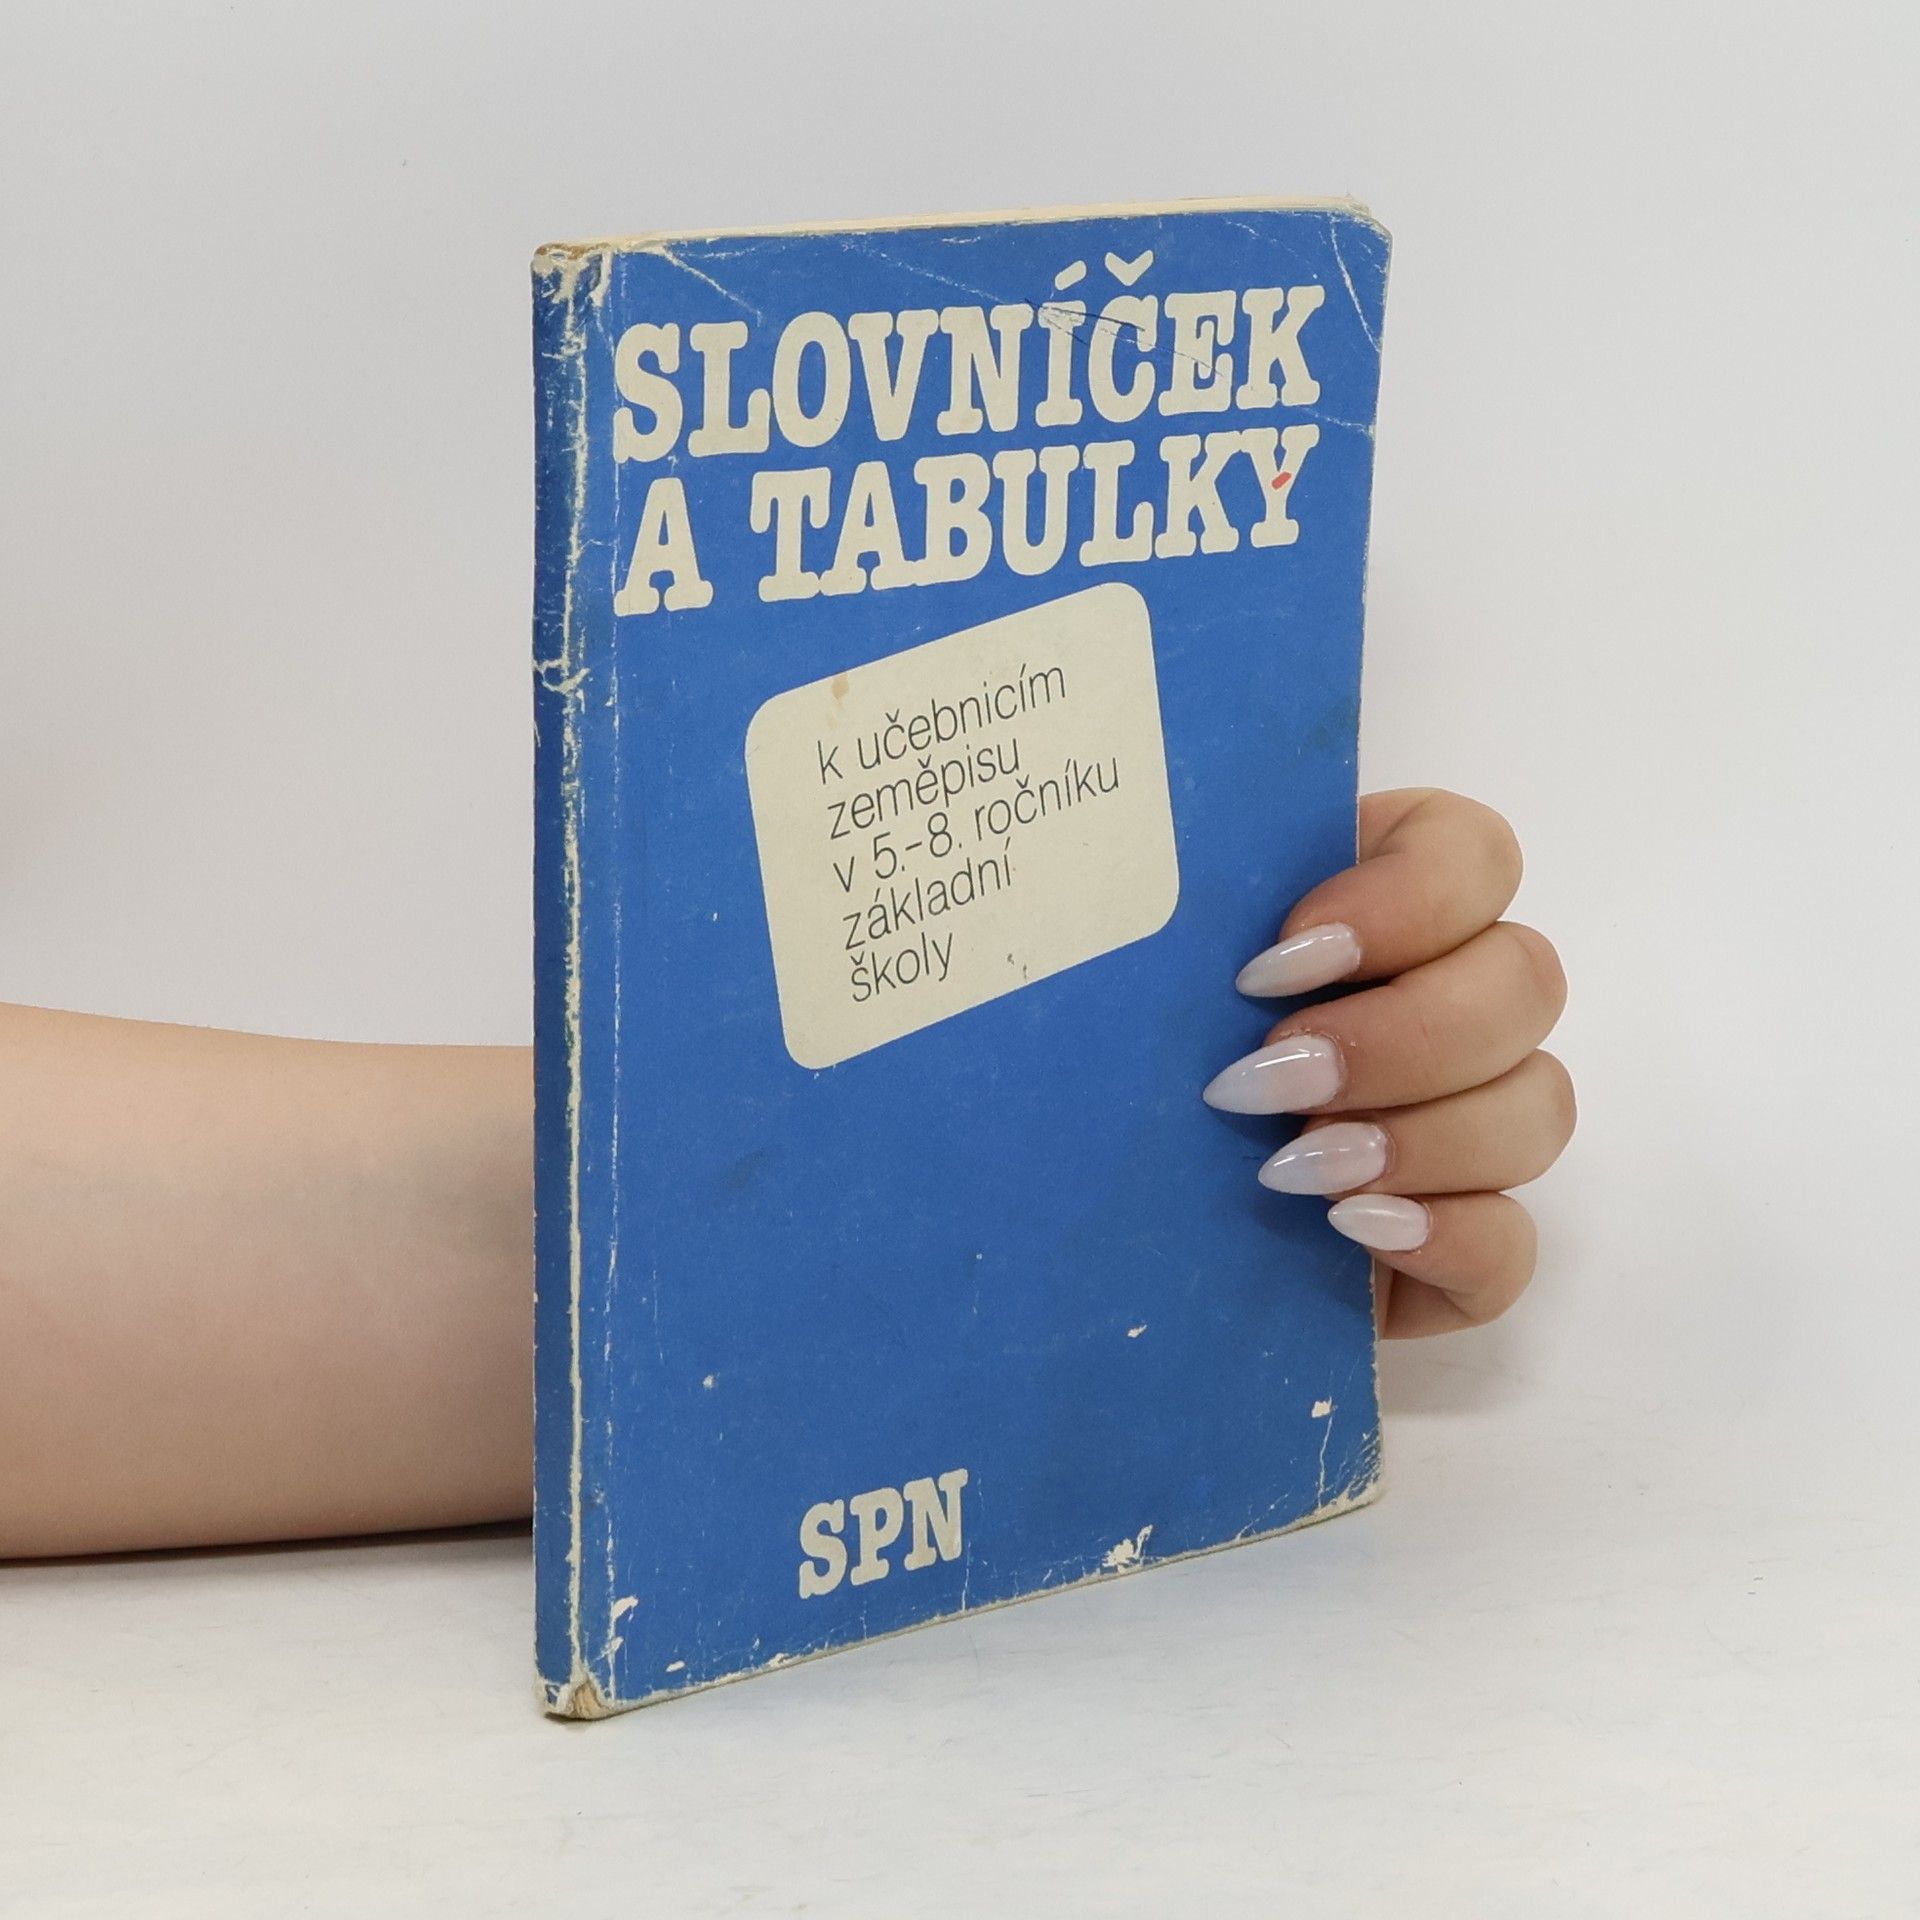 SLOVNÍČEK
A TABULKY
k učebnicím
zeměpisu
v 5.-8. ročníku
základní
školy
SPN